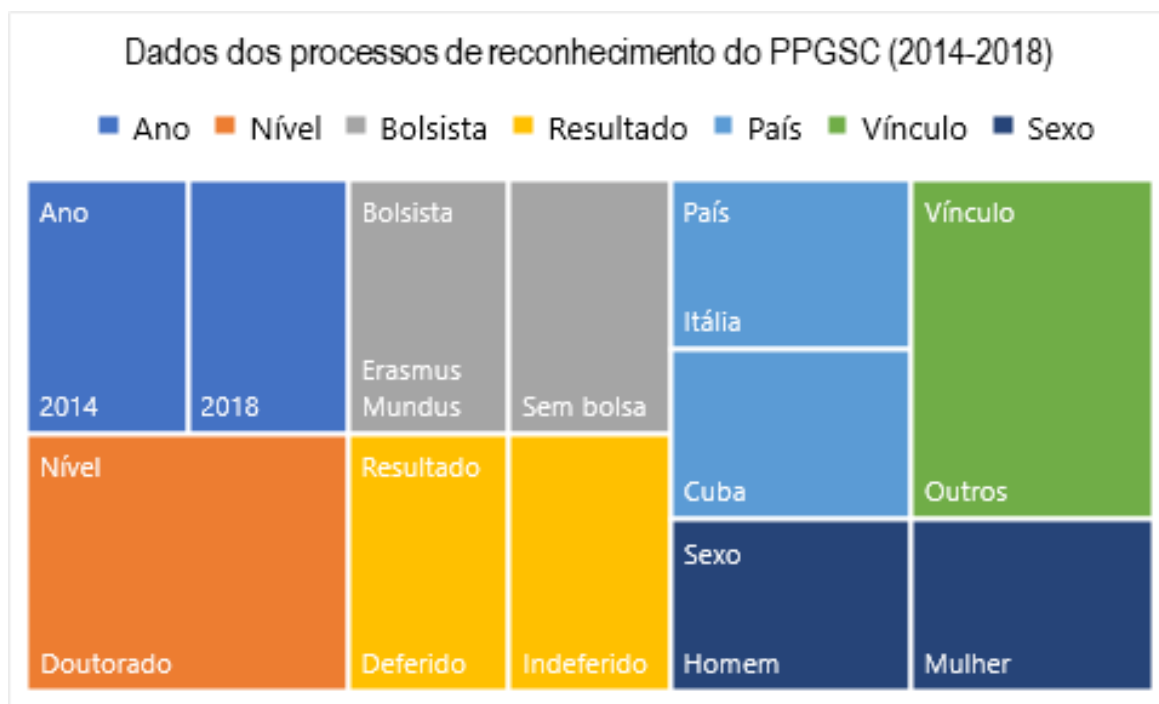 Dados dos processos de reconhecimento do PPGSC (2014-2018)
Ano Nível Bolsista Resultado País Vínculo Sexo
Ano
2014
2018
Bolsista
Erasmus
Mundus
Sem bolsa
País
Itália
Cuba
Vínculo
Outros
Nível
Doutorado
Resultado
Deferido
Indeferido
Sexo
Homem
Mulher